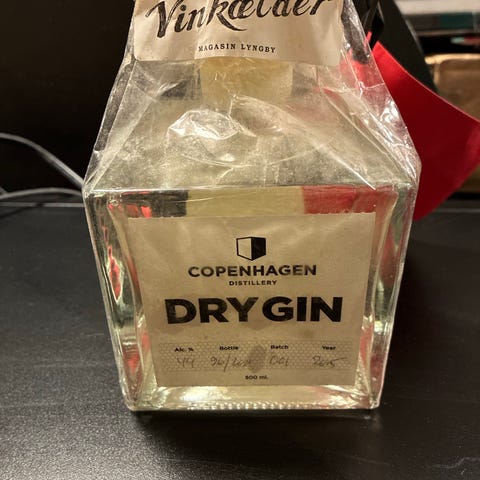 Vinkælder
MAGASIN LYNGBY
COPENHAGEN
DISTILLERY
DRY GIN
Alc. % Bottle Batch Year
44 001 2015
500 mL